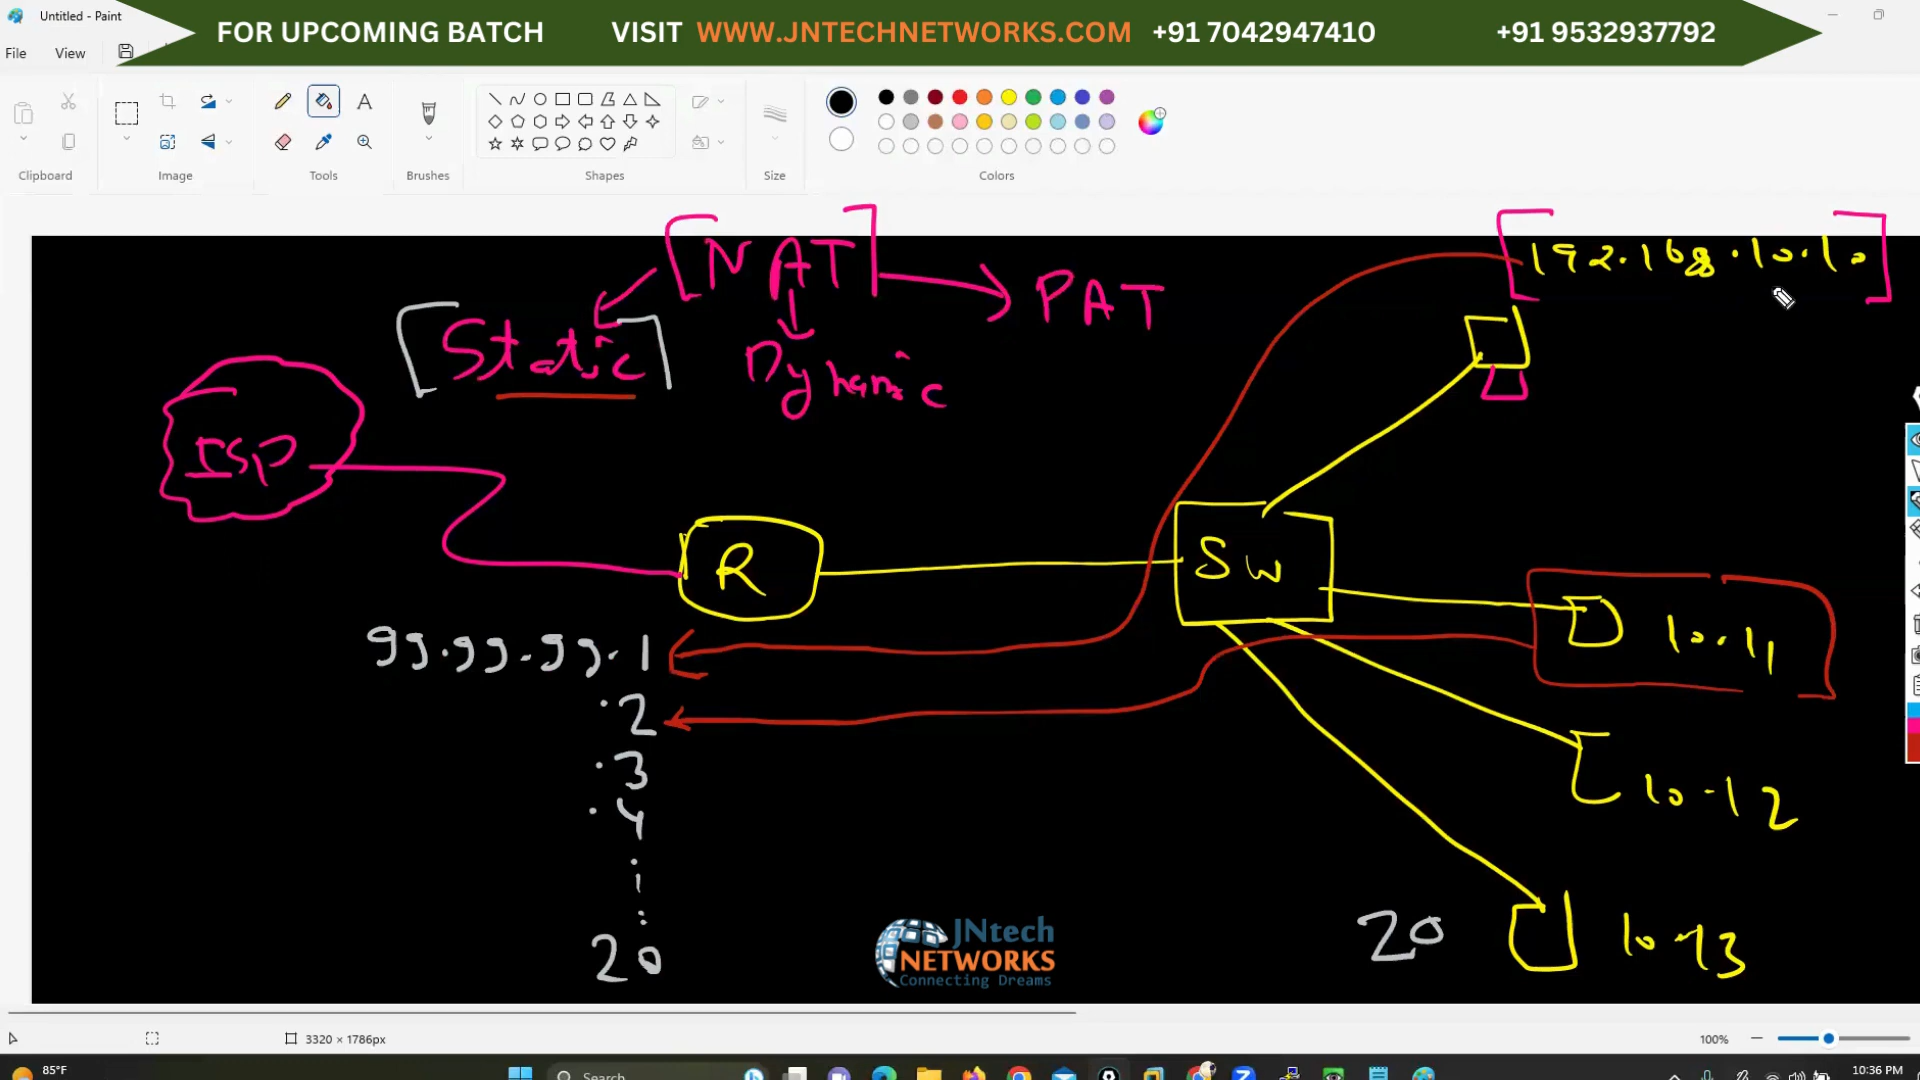 Untitled - Paint
FOR UPCOMING BATCH VISIT WWW.JNTECHNETWORKS.COM +91 7042947410 +91 9532937792
File View
A
Clipboard Image Tools Brushes Shapes Size Colors
[NAT]
192.168.10.10
PAT
[Static]
Dynamic
ISP
R
SW
99.99.99.1
10.11
.2
.3
.4
10.12
20
20
10.13
JNtech
NETWORKS
Connecting Dreams
3320 × 1786px
100%
85°F
Search
10:36 PM